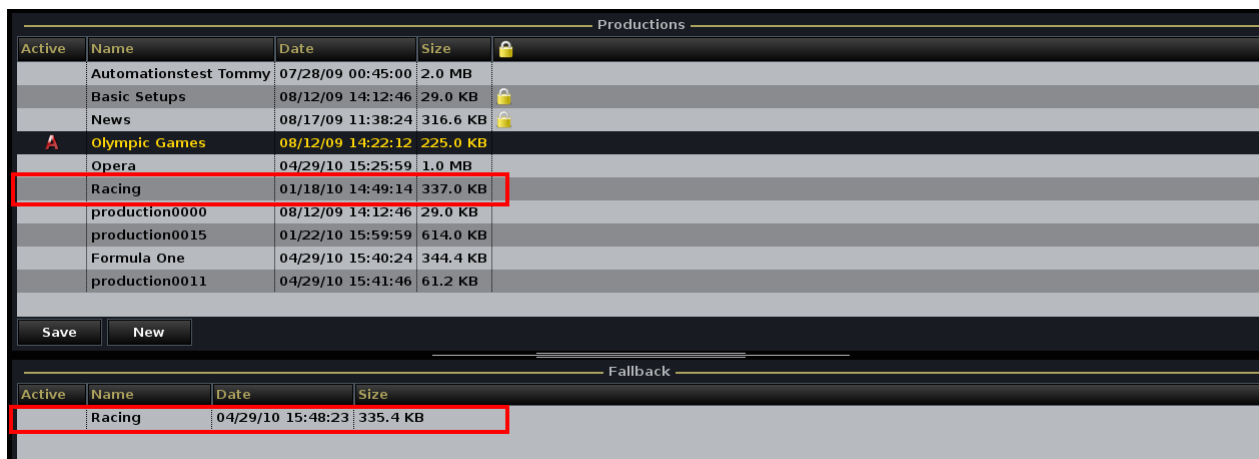 Productions
Active Name Date Size
Automationstest Tommy 07/28/09 00:45:00 2.0 MB
Basic Setups 08/12/09 14:12:46 29.0 KB
News 08/17/09 11:38:24 316.6 KB
A Olympic Games 08/12/09 14:22:12 225.0 KB
Opera 04/29/10 15:25:59 1.0 MB
Racing 01/18/10 14:49:14 337.0 KB
production0000 08/12/09 14:12:46 29.0 KB
production0015 01/22/10 15:59:59 614.0 KB
Formula One 04/29/10 15:40:24 344.4 KB
production0011 04/29/10 15:41:46 61.2 KB
Save New
Fallback
Active Name Date Size
Racing 04/29/10 15:48:23 335.4 KB